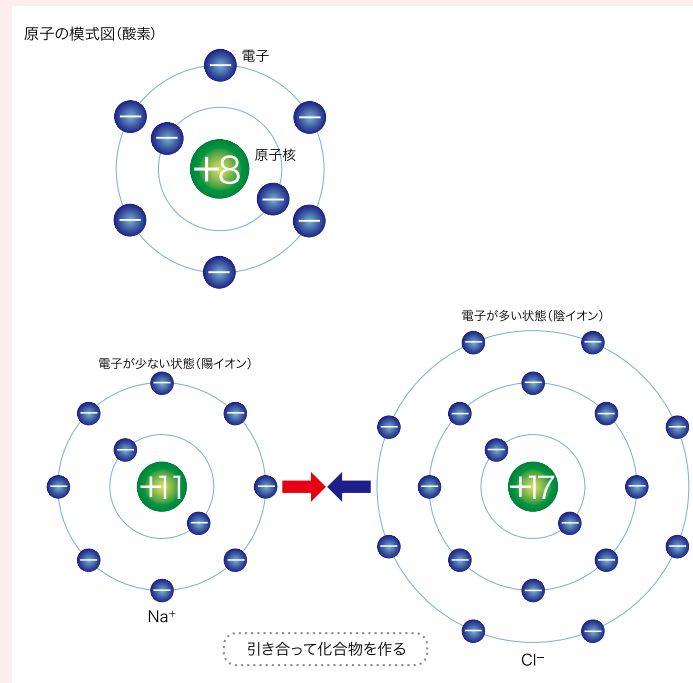 原子の模式図(酸素)
電子
原子核
+8
電子が多い状態(陰イオン)
電子が少ない状態(陽イオン)
+11
+17
Na⁺
引き合って化合物を作る
Cl⁻